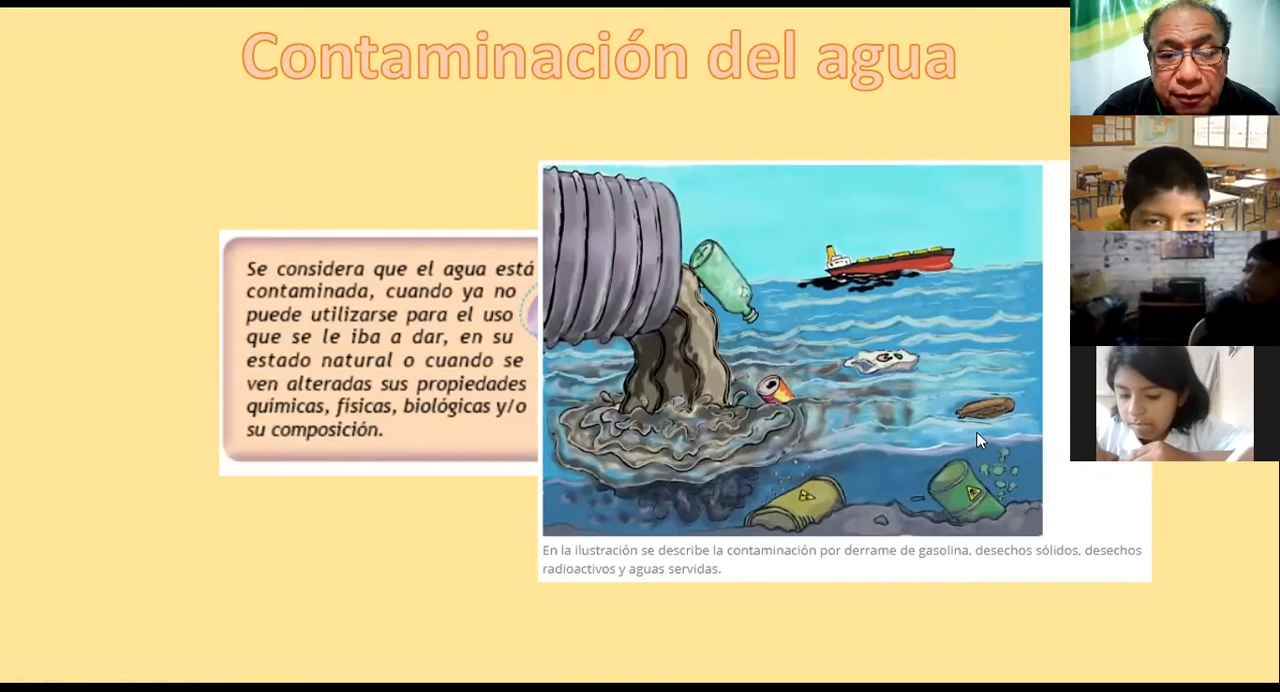 Contaminación del agua
Se considera que el agua está
contaminada, cuando ya no
puede utilizarse para el uso
que se le iba a dar, en su
estado natural o cuando se
ven alteradas sus propiedades
químicas, físicas, biológicas y/o
su composición.
En la ilustración se describe la contaminación por derrame de gasolina, desechos sólidos, desechos
radioactivos y aguas servidas.